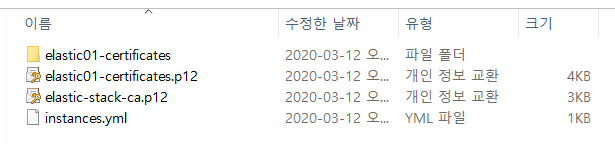 이름 수정한 날짜 유형 크기
elastic01-certificates 2020-03-12 오... 파일 폴더
elastic01-certificates.p12 2020-03-12 오... 개인 정보 교환 4KB
elastic-stack-ca.p12 2020-03-12 오... 개인 정보 교환 3KB
instances.yml 2020-03-12 오... YML 파일 1KB